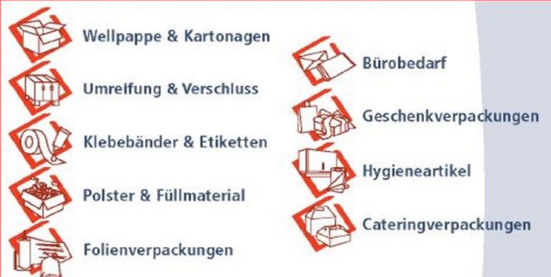 Wellpappe & Kartonagen
Umreifung & Verschluss
Klebebänder & Etiketten
Polster & Füllmaterial
Folienverpackungen
Bürobedarf
Geschenkverpackungen
Hygieneartikel
Cateringverpackungen